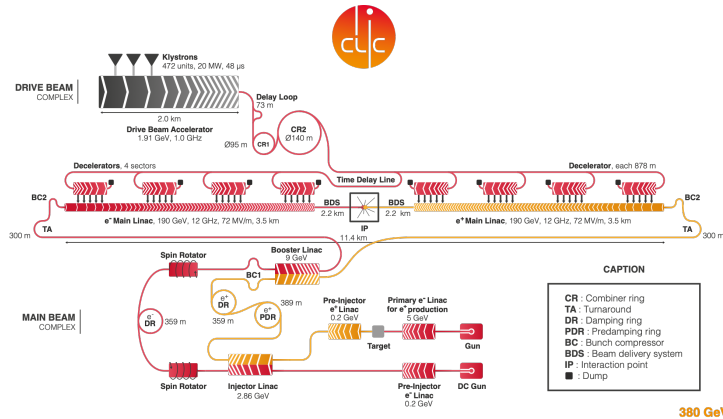 clic
Klystrons
472 units, 20 MW, 48 µs
DRIVE BEAM
COMPLEX
Delay Loop
73 m
2.0 km
Drive Beam Accelerator
1.91 GeV, 1.0 GHz
CR2
Ø140 m
Ø95 m
CR1
Decelerators, 4 sectors
Time Delay Line
Decelerator, each 878 m
BC2
BDS
2.2 km
BDS
2.2 km
BC2
e⁻ Main Linac, 190 GeV, 12 GHz, 72 MV/m, 3.5 km
IP
e⁺ Main Linac, 190 GeV, 12 GHz, 72 MV/m, 3.5 km
TA
TA
300 m
300 m
11.4 km
Booster Linac
9 GeV
Spin Rotator
BC1
CAPTION
CR : Combiner ring
TA : Turnaround
DR : Damping ring
PDR : Predamping ring
BC : Bunch compressor
BDS : Beam delivery system
IP : Interaction point
: Dump
MAIN BEAM
COMPLEX
e⁻
DR
359 m
e⁺
DR
359 m
e⁺
PDR
389 m
Pre-Injector
e⁺ Linac
0.2 GeV
Primary e⁻ Linac
for e⁺ production
5 GeV
Target
Gun
Spin Rotator
Injector Linac
2.86 GeV
Pre-Injector
e⁻ Linac
0.2 GeV
DC Gun
380 GeV